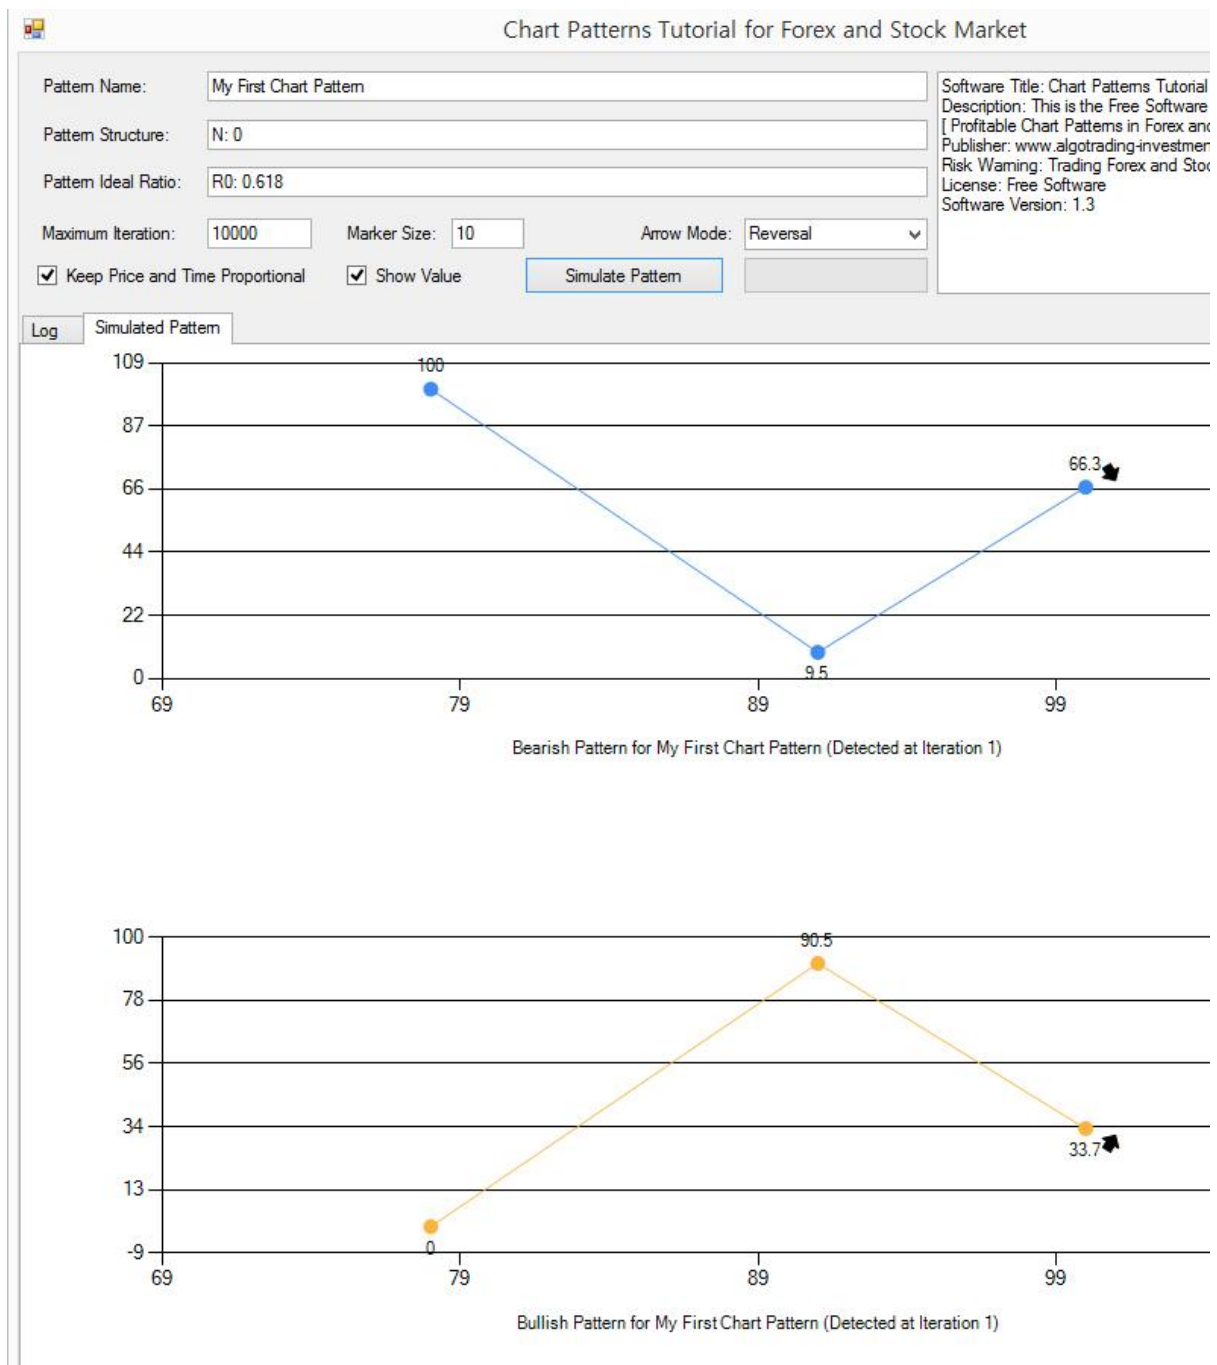 Chart Patterns Tutorial for Forex and Stock Market
Pattern Name: My First Chart Pattern
Pattern Structure: N: 0
Pattern Ideal Ratio: R0: 0.618
Maximum Iteration: 10000 Marker Size: 10 Arrow Mode: Reversal
Keep Price and Time Proportional Show Value Simulate Pattern
Software Title: Chart Patterns Tutorial
Description: This is the Free Software
[ Profitable Chart Patterns in Forex and
Publisher: www.algotrading-investmen
Risk Warning: Trading Forex and Stoc
License: Free Software
Software Version: 1.3
Log Simulated Pattern
109
100
87
66.3
66
44
22
9.5
0
69 79 89 99
Bearish Pattern for My First Chart Pattern (Detected at Iteration 1)
100
90.5
78
56
34
33.7
13
0
-9
69 79 89 99
Bullish Pattern for My First Chart Pattern (Detected at Iteration 1)